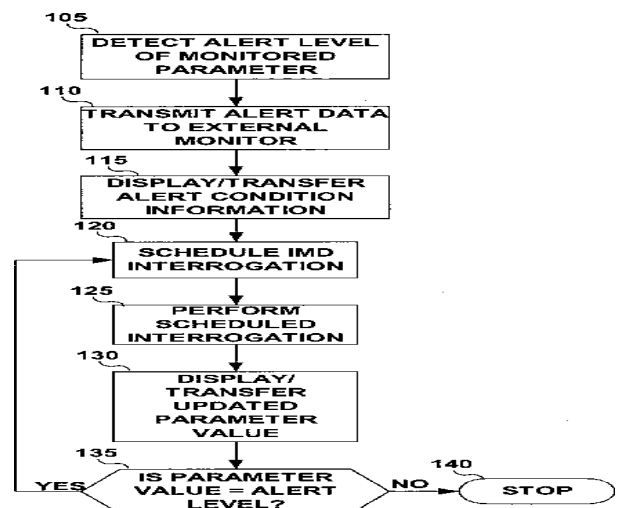 105
DETECT ALERT LEVEL
OF MONITORED
PARAMETER
110
TRANSMIT ALERT DATA
TO EXTERNAL
MONITOR
115
DISPLAY/TRANSFER
ALERT CONDITION
INFORMATION
120
SCHEDULE IMD
INTERROGATION
125
PERFORM
SCHEDULED
INTERROGATION
130
DISPLAY/
TRANSFER
UPDATED
PARAMETER
VALUE
135
IS PARAMETER
VALUE = ALERT
LEVEL?
YES
NO
140
STOP